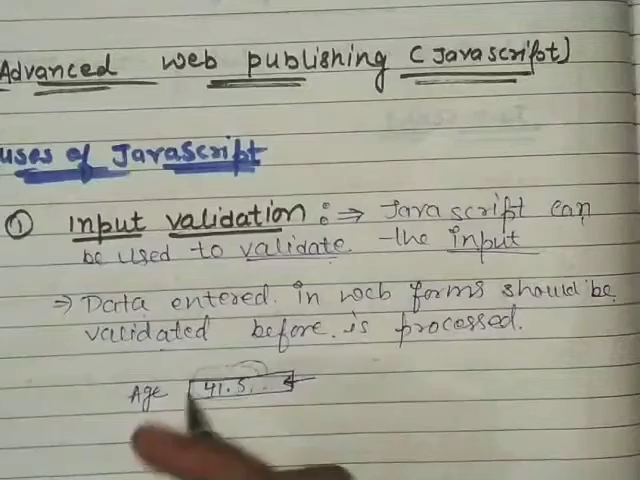 Advanced web publishing (Javascript)
uses of JavaScript
① Input validation :⇒ Javascript can
be used to validate the input
⇒ Data entered in web forms should be
validated before is processed.
Age 41.5